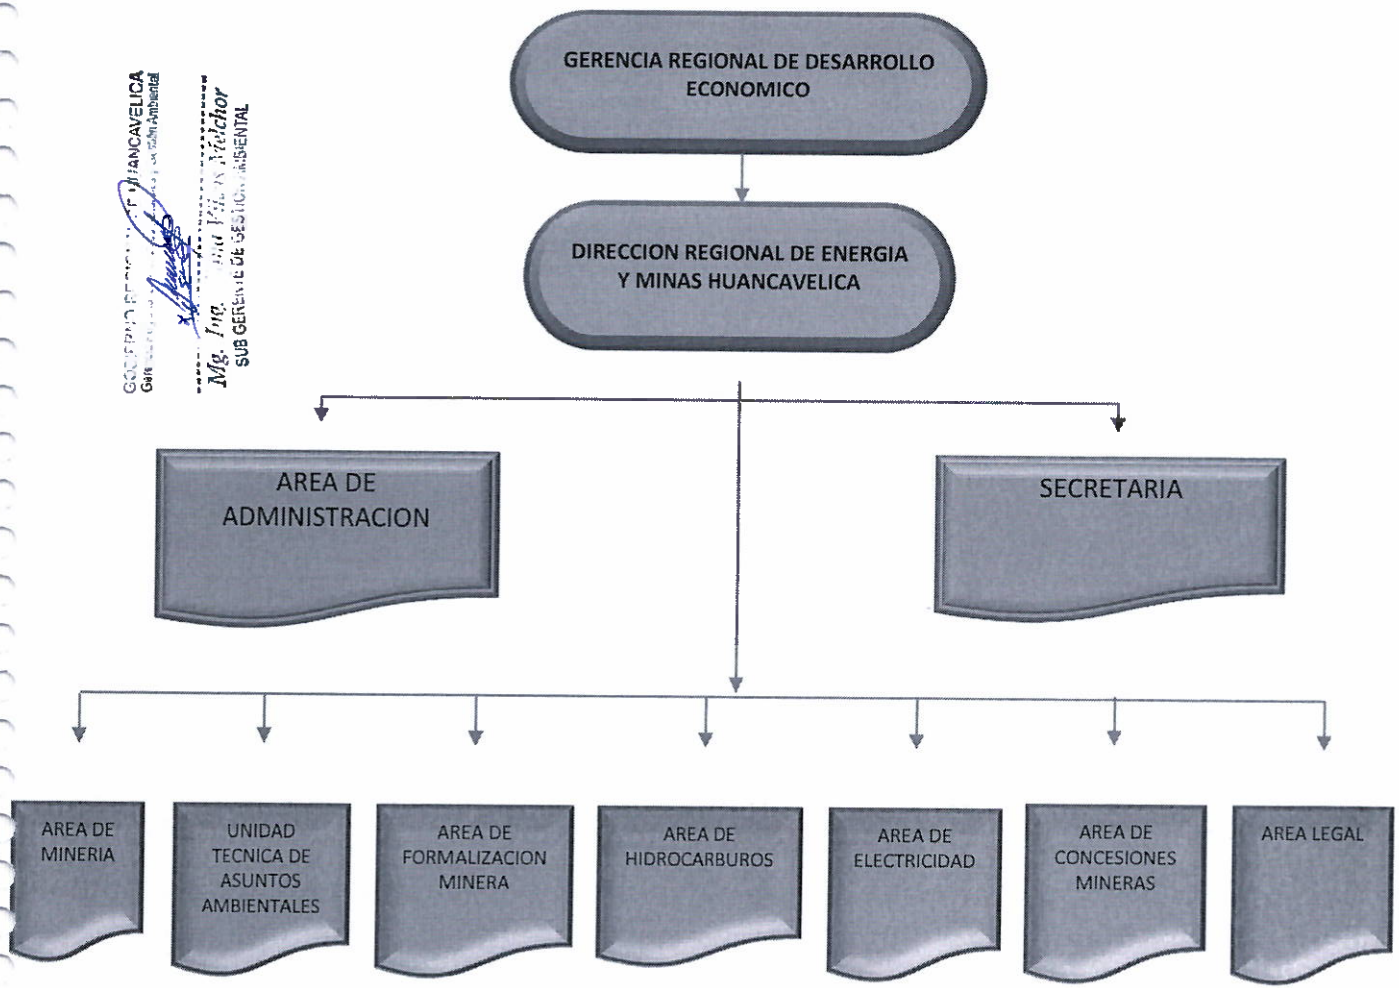 GERENCIA REGIONAL DE DESARROLLO
ECONOMICO
DIRECCION REGIONAL DE ENERGIA
Y MINAS HUANCAVELICA
AREA DE
ADMINISTRACION
SECRETARIA
AREA DE
MINERIA
UNIDAD
TECNICA DE
ASUNTOS
AMBIENTALES
AREA DE
FORMALIZACION
MINERA
AREA DE
HIDROCARBUROS
AREA DE
ELECTRICIDAD
AREA DE
CONCESIONES
MINERAS
AREA LEGAL
HUANCAVELICA
Ambiental
Mg. Ing. Melchor
SUB GERENTE DE GESTION AMBIENTAL